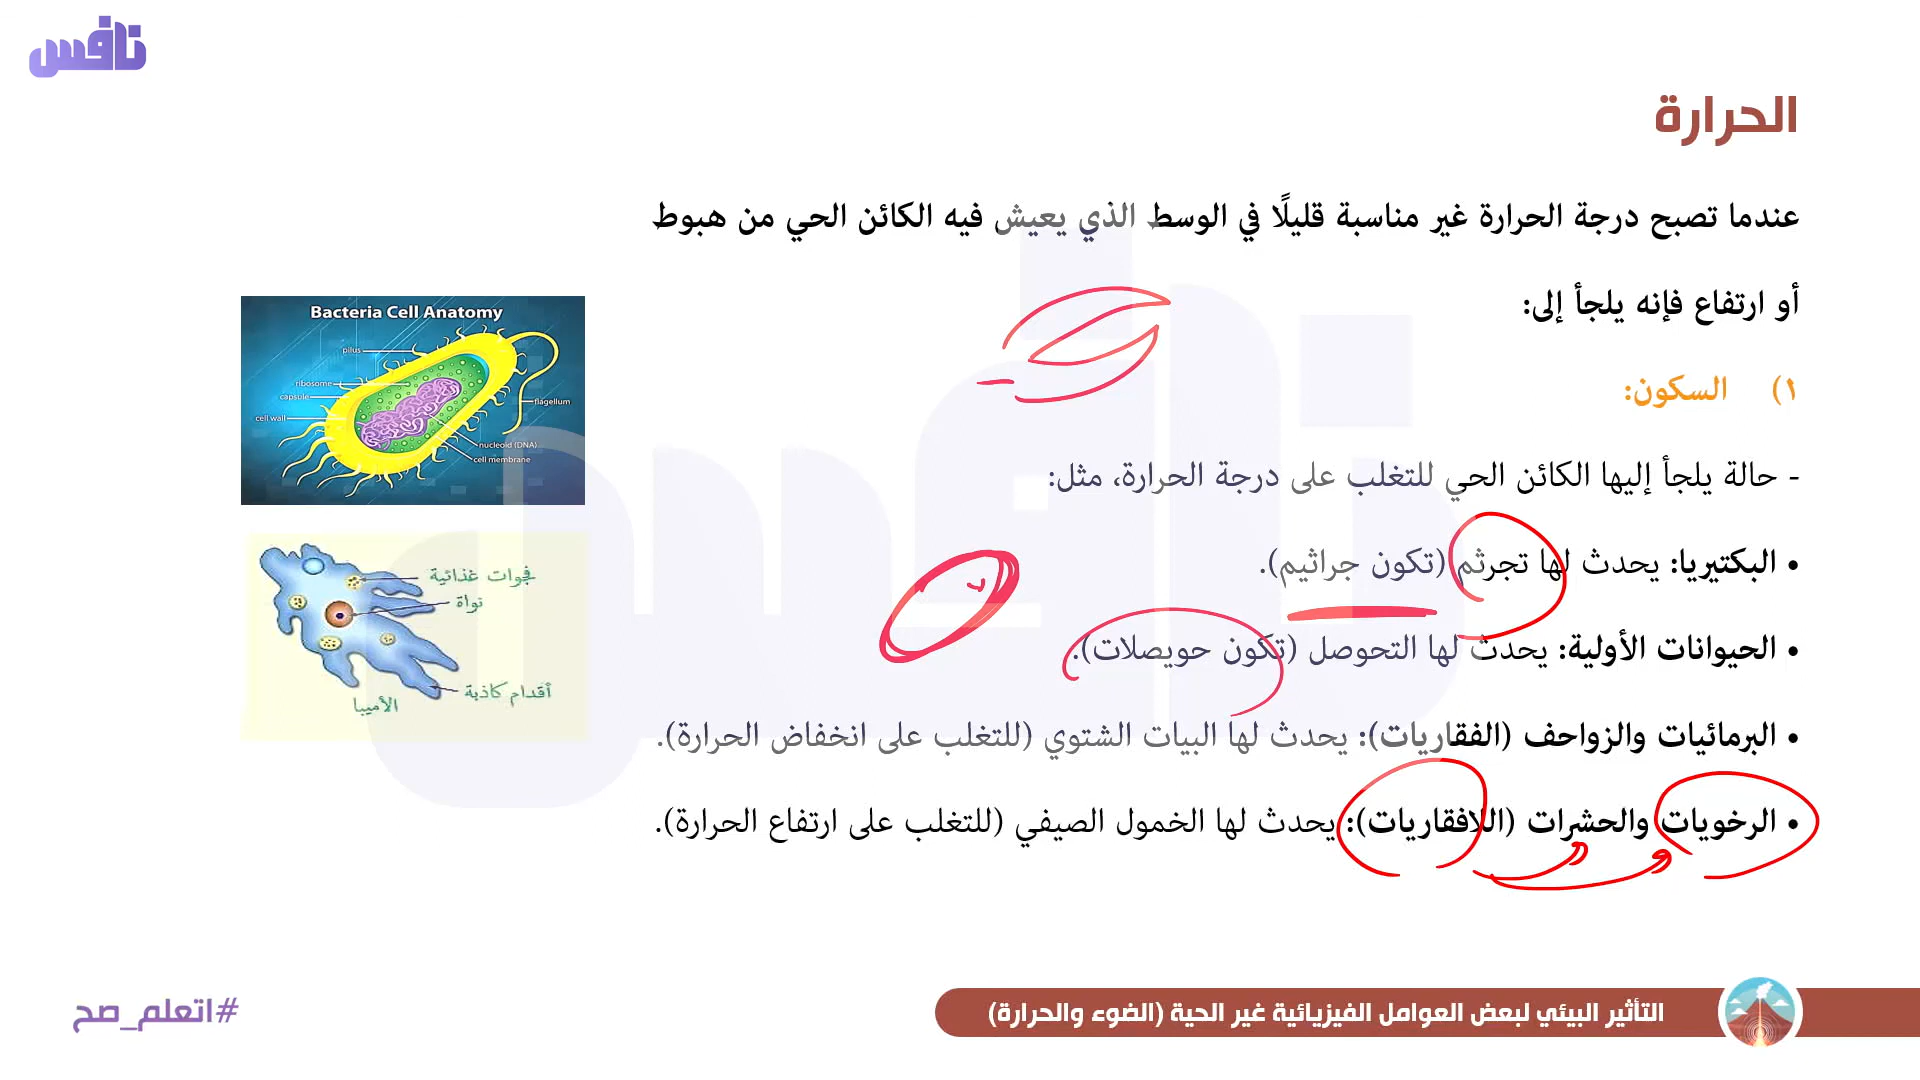 نافس
الحرارة
عندما تصبح درجة الحرارة غير مناسبة قليلًا في الوسط الذي يعيش فيه الكائن الحي من هبوط
أو ارتفاع فإنه يلجأ إلى:
١) السكون:
- حالة يلجأ إليها الكائن الحي للتغلب على درجة الحرارة، مثل:
• البكتيريا: يحدث لها تجرثم (تكون جراثيم).
• الحيوانات الأولية: يحدث لها التحوصل (تكون حويصلات).
• البرمائيات والزواحف (الفقاريات): يحدث لها البيات الشتوي (للتغلب على انخفاض الحرارة).
• الرخويات والحشرات (اللافقاريات): يحدث لها الخمول الصيفي (للتغلب على ارتفاع الحرارة).
Bacteria Cell Anatomy
pilus
ribosome
capsule
cell wall
flagellum
nucleoid (DNA)
cell membrane
فجوات غذائية
نواة
أقدام كاذبة
الأميبا
التأثير البيئي لبعض العوامل الفيزيائية غير الحية (الضوء والحرارة)
#اتعلم_صح